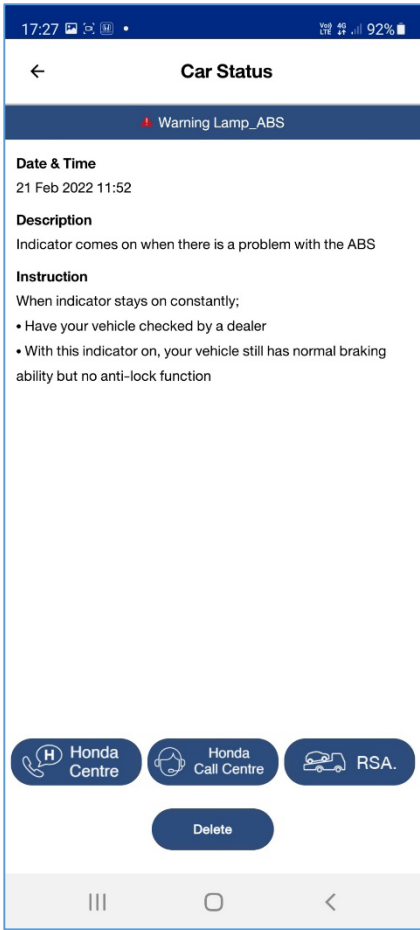 17:27 Vo)) LTE 4G 92%
Car Status
Warning Lamp_ABS
Date & Time
21 Feb 2022 11:52
Description
Indicator comes on when there is a problem with the ABS
Instruction
When indicator stays on constantly;
• Have your vehicle checked by a dealer
• With this indicator on, your vehicle still has normal braking
ability but no anti-lock function
H Honda
Centre
Honda
Call Centre
RSA.
Delete